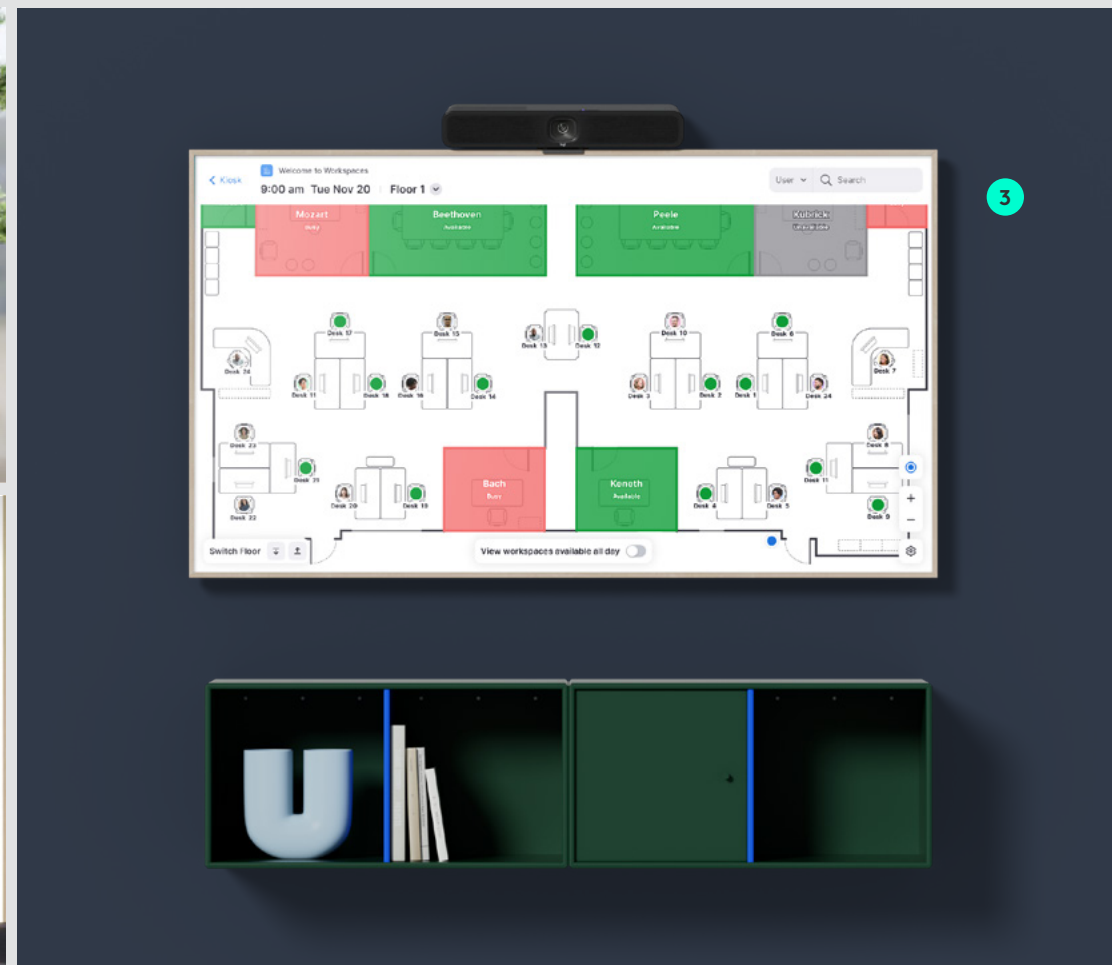 Kiosk
Welcome to Workspaces
9:00 am Tue Nov 20
Floor 1
User
Search
3
Mozart
Busy
Beethoven
Available
Peele
Available
Kubrick
Unavailable
Desk 17
Desk 15
Desk 13
Desk 12
Desk 10
Desk 6
Desk 24
Desk 7
Desk 11
Desk 18
Desk 16
Desk 14
Desk 3
Desk 2
Desk 1
Desk 24
Desk 23
Desk 8
Desk 21
Desk 11
Desk 22
Desk 20
Desk 19
Bach
Busy
Keneth
Available
Desk 4
Desk 5
Desk 9
Switch Floor
View workspaces available all day